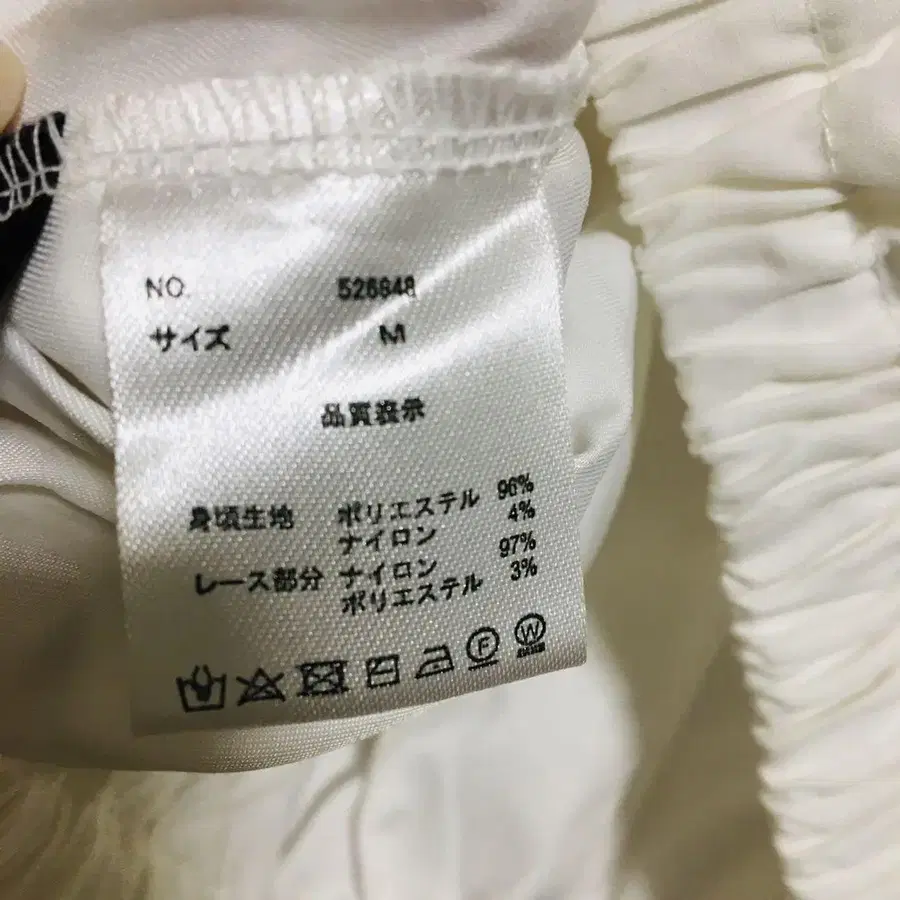 NO. 526948
サイズ M
品質表示
身頃生地 ポリエステル 96%
ナイロン 4%
レース部分 ナイロン 97%
ポリエステル 3%
F
W